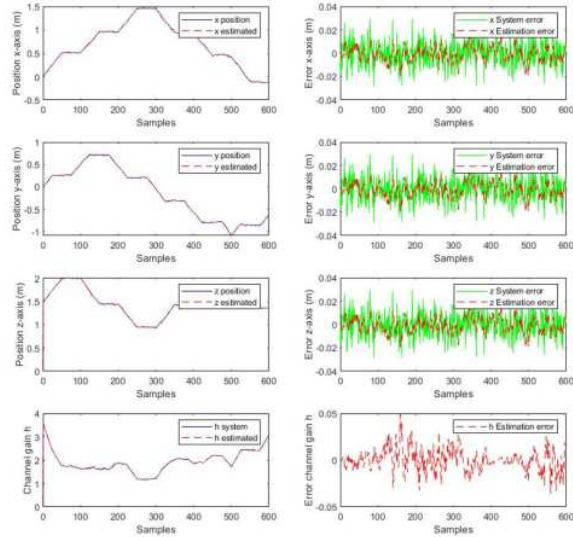 1.5
1
0.5
0
-0.5
Position x-axis (m)
x position
x estimated
0 100 200 300 400 500 600
Samples
0.04
0.02
0
-0.02
-0.04
Error x-axis (m)
x System error
x Estimation error
0 100 200 300 400 500 600
Samples
1
0.5
0
-0.5
-1
Position y-axis (m)
y position
y estimated
0 100 200 300 400 500 600
Samples
0.04
0.02
0
-0.02
-0.04
Error y-axis (m)
y System error
y Estimation error
0 100 200 300 400 500 600
Samples
2
1.5
1
0.5
0
Position z-axis (m)
z position
z estimated
0 100 200 300 400 500 600
Samples
0.04
0.02
0
-0.02
-0.04
Error z-axis (m)
z System error
z Estimation error
0 100 200 300 400 500 600
Samples
4
3
2
1
0
Channel gain h
h system
h estimated
0 100 200 300 400 500 600
Samples
0.05
0
-0.05
Error channel gain h
h Estimation error
0 100 200 300 400 500 600
Samples